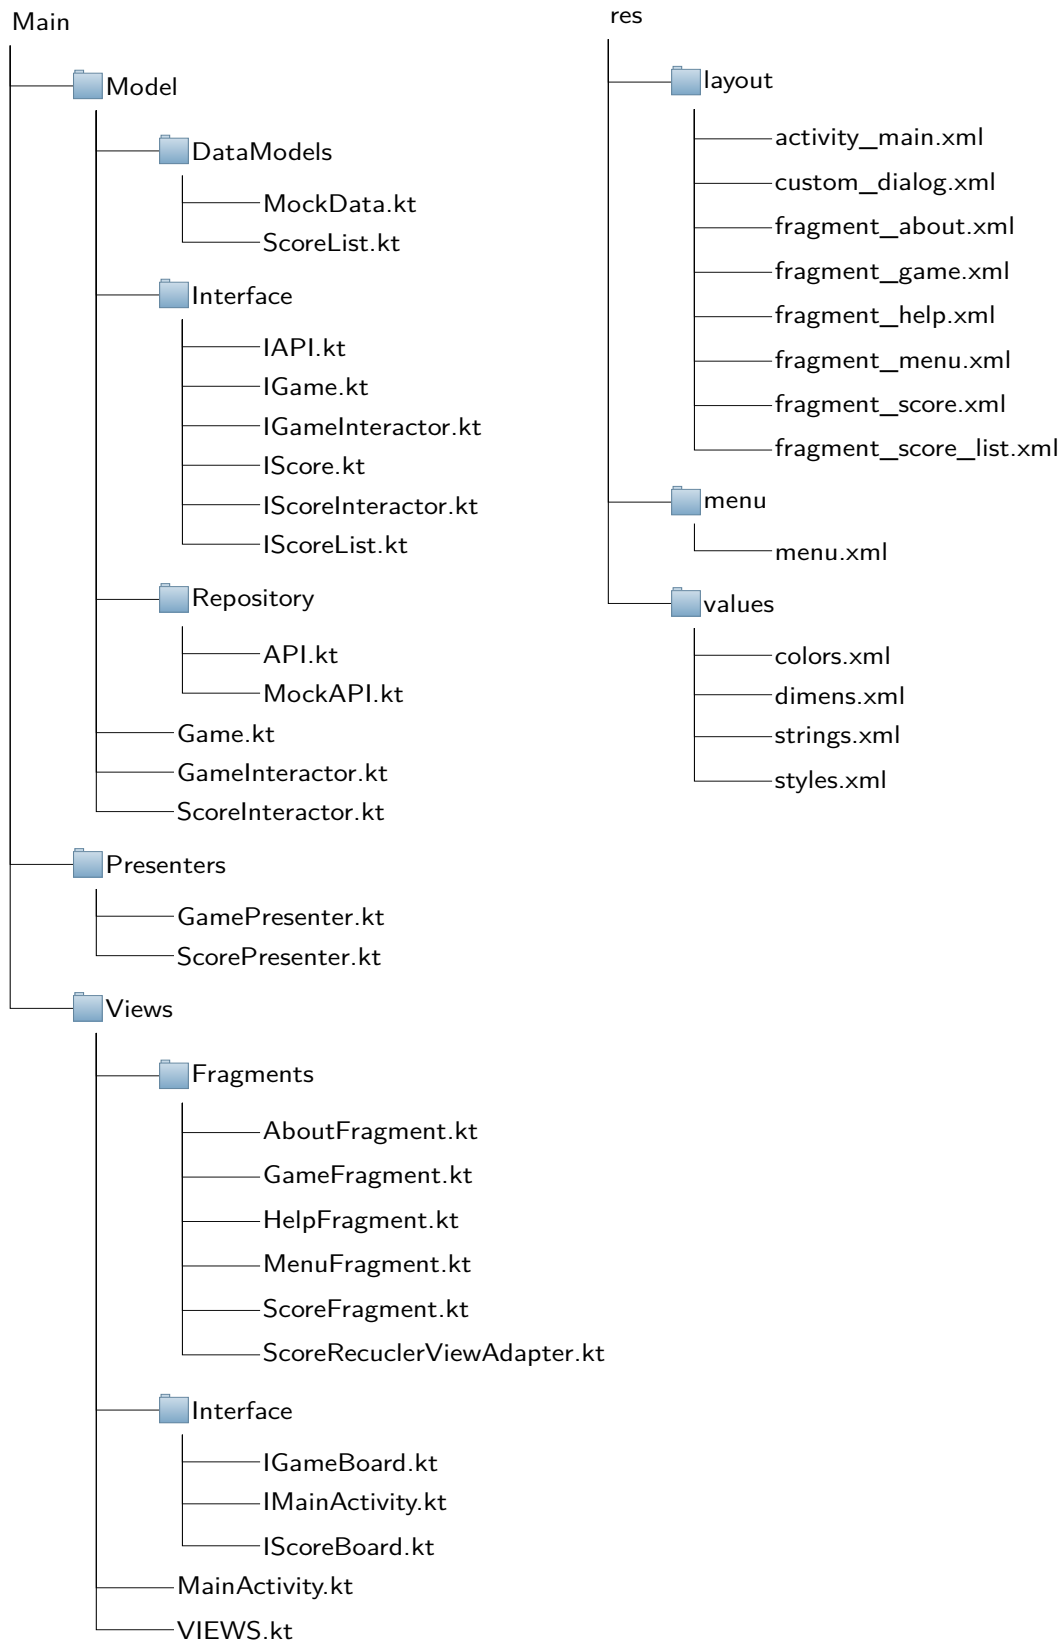 Main
Model
DataModels
MockData.kt
ScoreList.kt
Interface
IAPI.kt
IGame.kt
IGameInteractor.kt
IScore.kt
IScoreInteractor.kt
IScoreList.kt
Repository
API.kt
MockAPI.kt
Game.kt
GameInteractor.kt
ScoreInteractor.kt
Presenters
GamePresenter.kt
ScorePresenter.kt
Views
Fragments
AboutFragment.kt
GameFragment.kt
HelpFragment.kt
MenuFragment.kt
ScoreFragment.kt
ScoreRecuclerViewAdapter.kt
Interface
IGameBoard.kt
IMainActivity.kt
IScoreBoard.kt
MainActivity.kt
VIEWS.kt
res
layout
activity_main.xml
custom_dialog.xml
fragment_about.xml
fragment_game.xml
fragment_help.xml
fragment_menu.xml
fragment_score.xml
fragment_score_list.xml
menu
menu.xml
values
colors.xml
dimens.xml
strings.xml
styles.xml